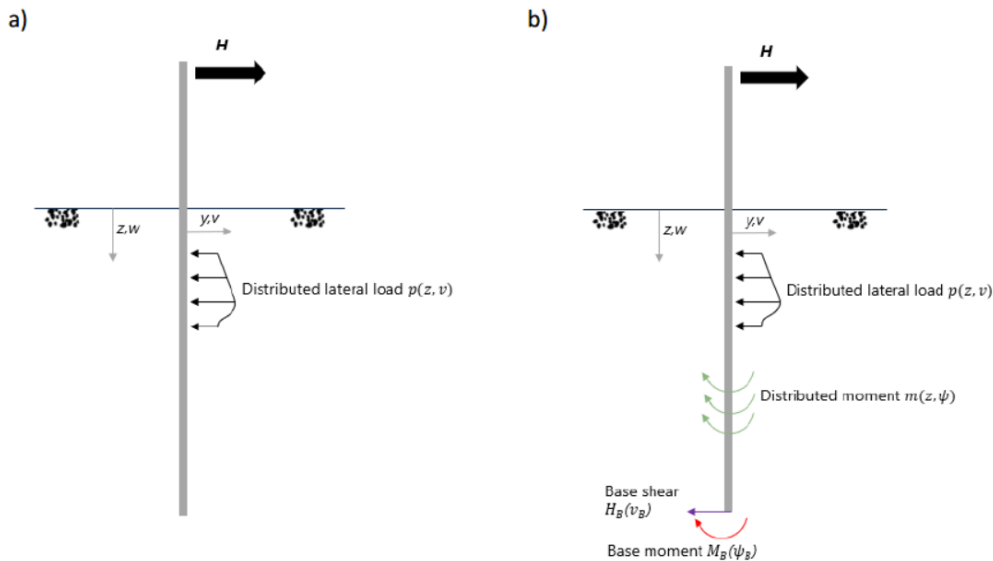 a)
H
z,w
y,v
Distributed lateral load p(z, v)
b)
H
z,w
y,v
Distributed lateral load p(z, v)
Distributed moment m(z, ψ)
Base shear
H_B(v_B)
Base moment M_B(ψ_B)